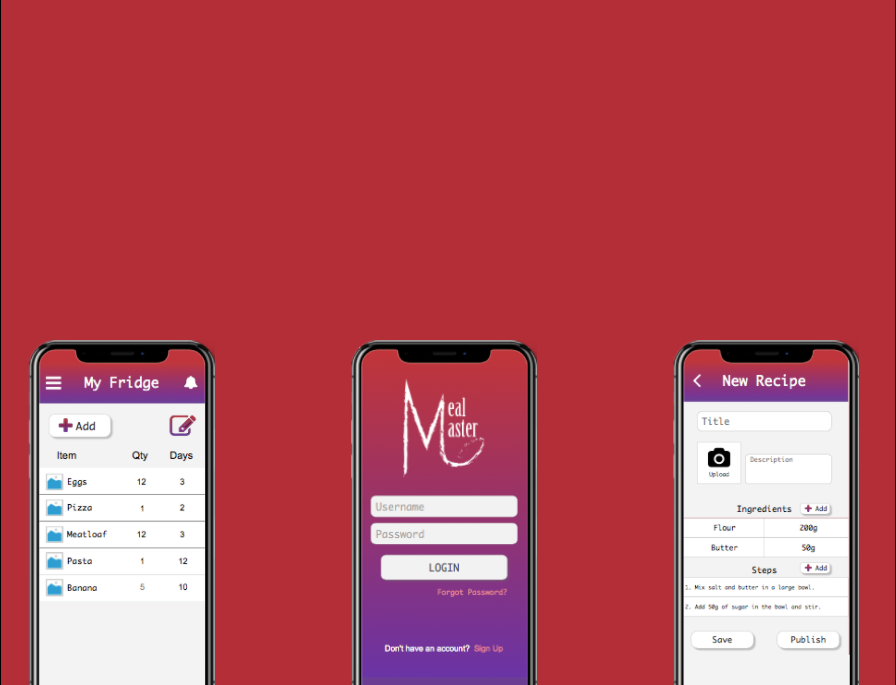 My Fridge
Add
Item Qty Days
Eggs 12 3
Pizza 1 2
Meatloaf 12 3
Pasta 1 12
Banana 5 10
Meal
Master
Username
Password
LOGIN
Forgot Password?
Don't have an account? Sign Up
New Recipe
Title
Upload
Description
Ingredients Add
Flour 200g
Butter 50g
Steps Add
1. Mix salt and butter in a large bowl.
2. Add 50g of sugar in the bowl and stir.
Save Publish